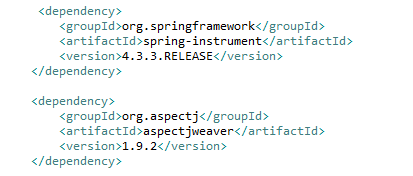 <dependency>
<groupId>org.springframework</groupId>
<artifactId>spring-instrument</artifactId>
<version>4.3.3.RELEASE</version>
</dependency>
<dependency>
<groupId>org.aspectj</groupId>
<artifactId>aspectjweaver</artifactId>
<version>1.9.2</version>
</dependency>